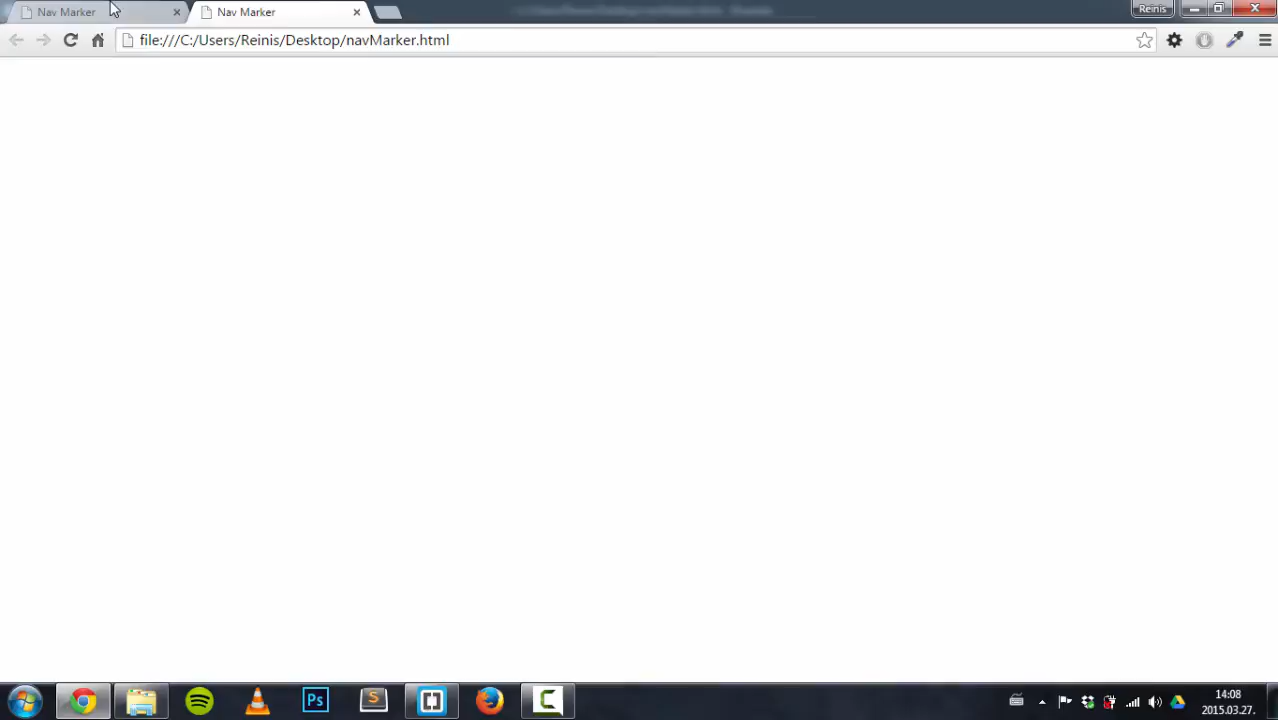 Nav Marker
Nav Marker
Reinis
file:///C:/Users/Reinis/Desktop/navMarker.html
Ps
S
C
14:08
2015.03.27.